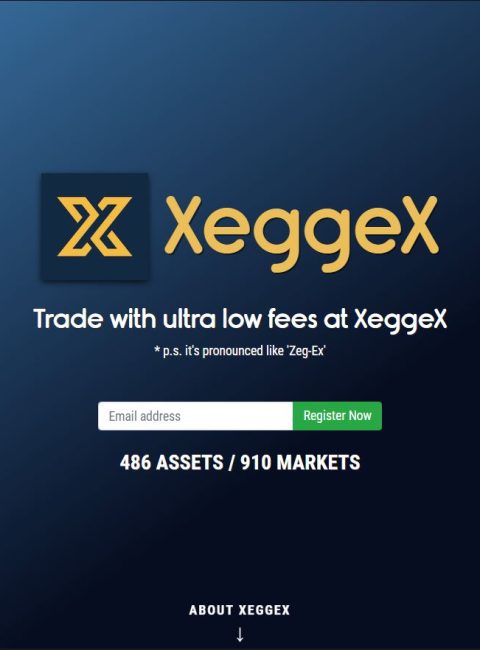 XeggeX
Trade with ultra low fees at XeggeX
* p.s. it's pronounced like 'Zeg-Ex'
Email address Register Now
486 ASSETS / 910 MARKETS
ABOUT XEGGEX
↓